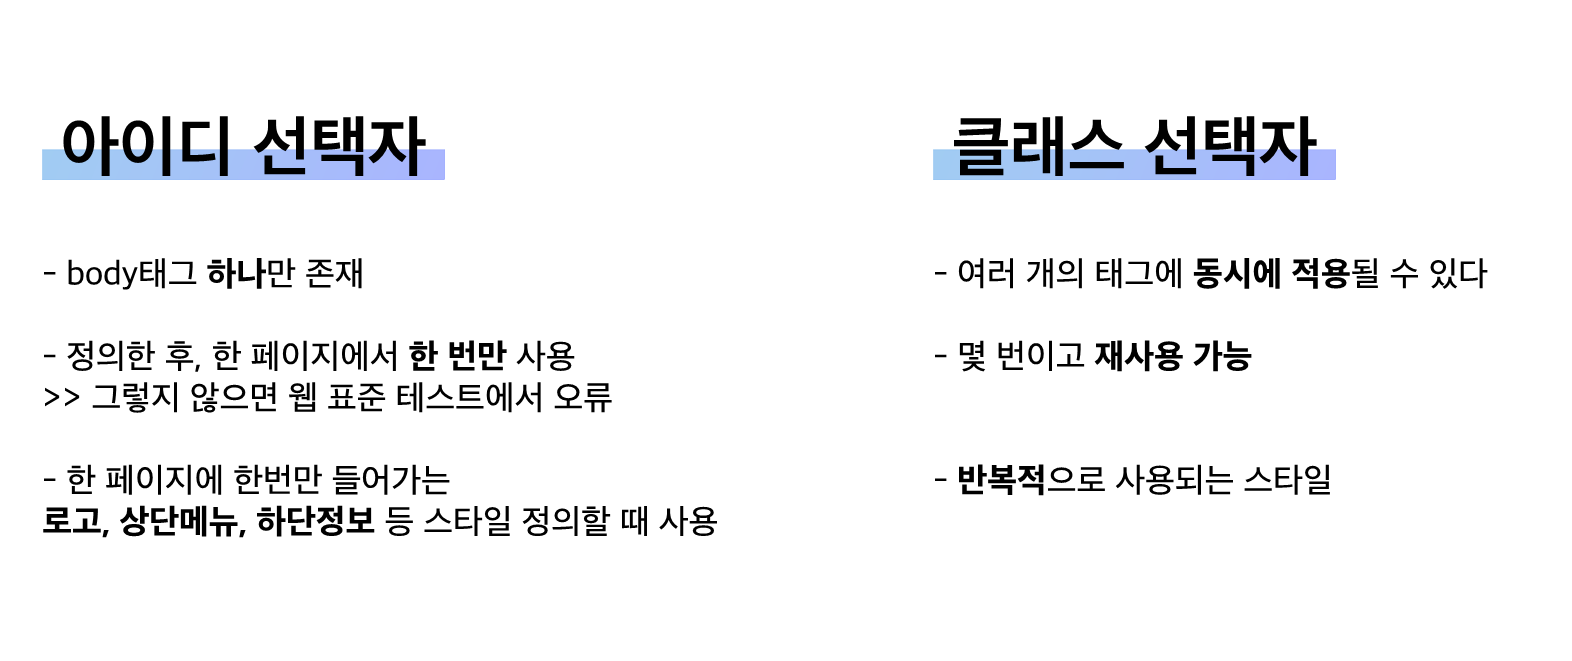 아이디 선택자
- body태그 하나만 존재
- 정의한 후, 한 페이지에서 한 번만 사용
>> 그렇지 않으면 웹 표준 테스트에서 오류
- 한 페이지에 한번만 들어가는
로고, 상단메뉴, 하단정보 등 스타일 정의할 때 사용
클래스 선택자
- 여러 개의 태그에 동시에 적용될 수 있다
- 몇 번이고 재사용 가능
- 반복적으로 사용되는 스타일